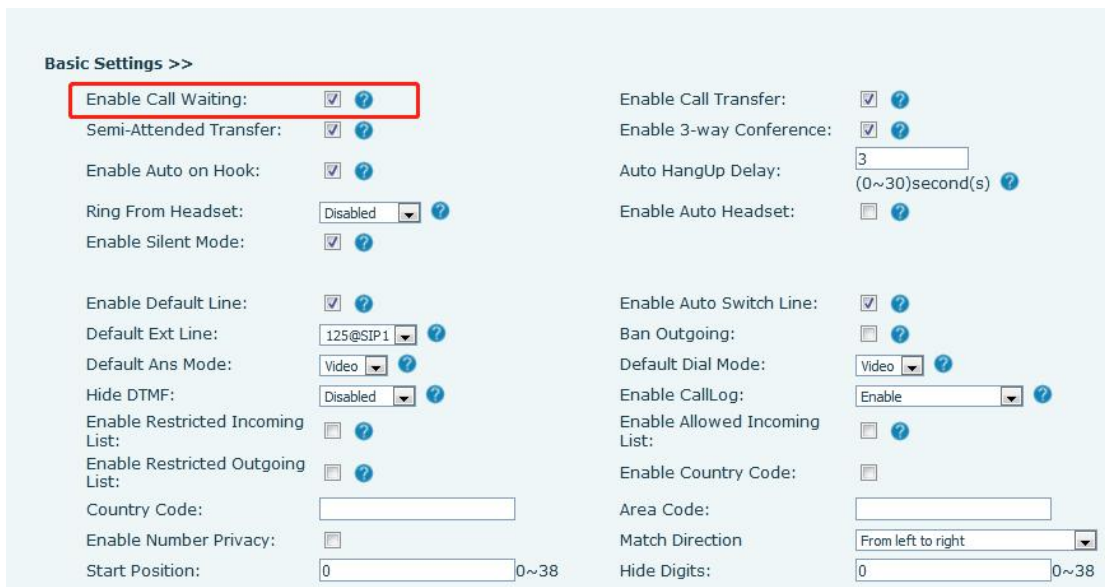 Basic Settings >>
Enable Call Waiting: ? Enable Call Transfer: ?
Semi-Attended Transfer: ? Enable 3-way Conference: ?
Enable Auto on Hook: ? Auto HangUp Delay: 3
(0~30)second(s) ?
Ring From Headset: Disabled ? Enable Auto Headset: ?
Enable Silent Mode: ?
Enable Default Line: ? Enable Auto Switch Line: ?
Default Ext Line: 125@SIP1 ? Ban Outgoing: ?
Default Ans Mode: Video ? Default Dial Mode: Video ?
Hide DTMF: Disabled ? Enable CallLog: Enable ?
Enable Restricted Incoming
List: ? Enable Allowed Incoming
List: ?
Enable Restricted Outgoing
List: ? Enable Country Code:
Country Code: Area Code:
Enable Number Privacy: Match Direction From left to right
Start Position: 0 0~38 Hide Digits: 0 0~38